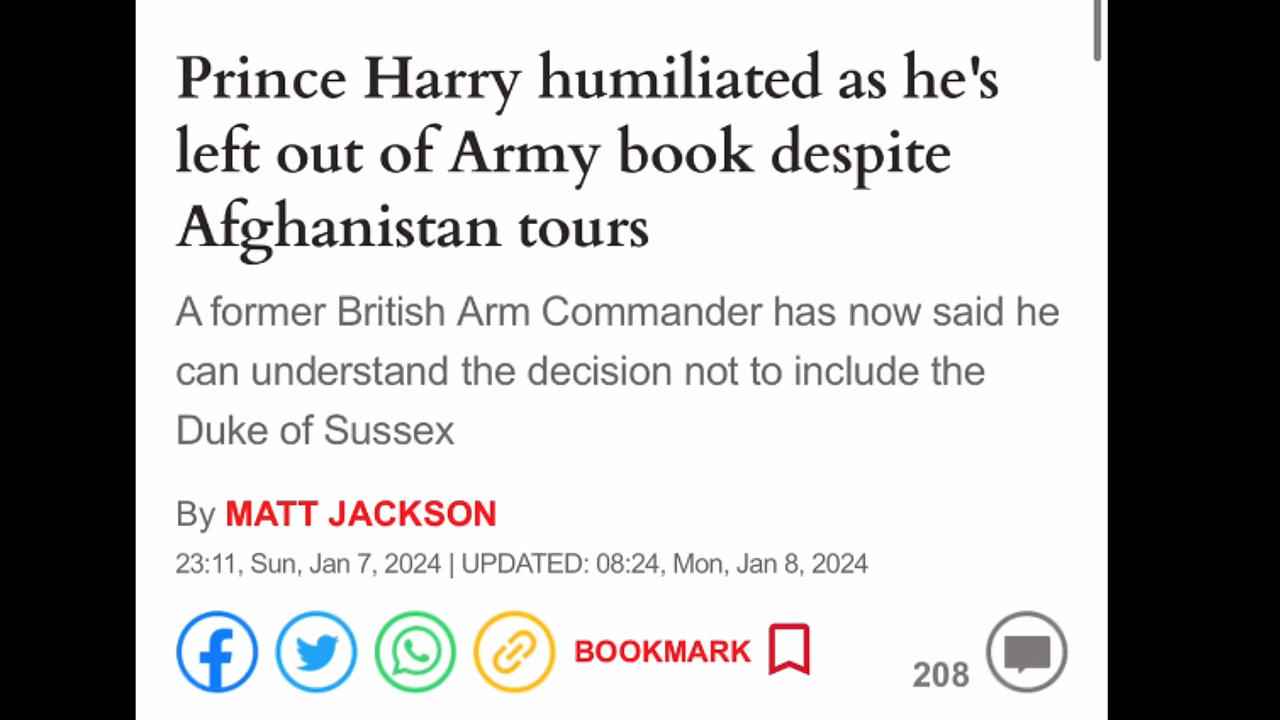 Prince Harry humiliated as he's
left out of Army book despite
Afghanistan tours
A former British Arm Commander has now said he
can understand the decision not to include the
Duke of Sussex
By MATT JACKSON
23:11, Sun, Jan 7, 2024 | UPDATED: 08:24, Mon, Jan 8, 2024
BOOKMARK
208